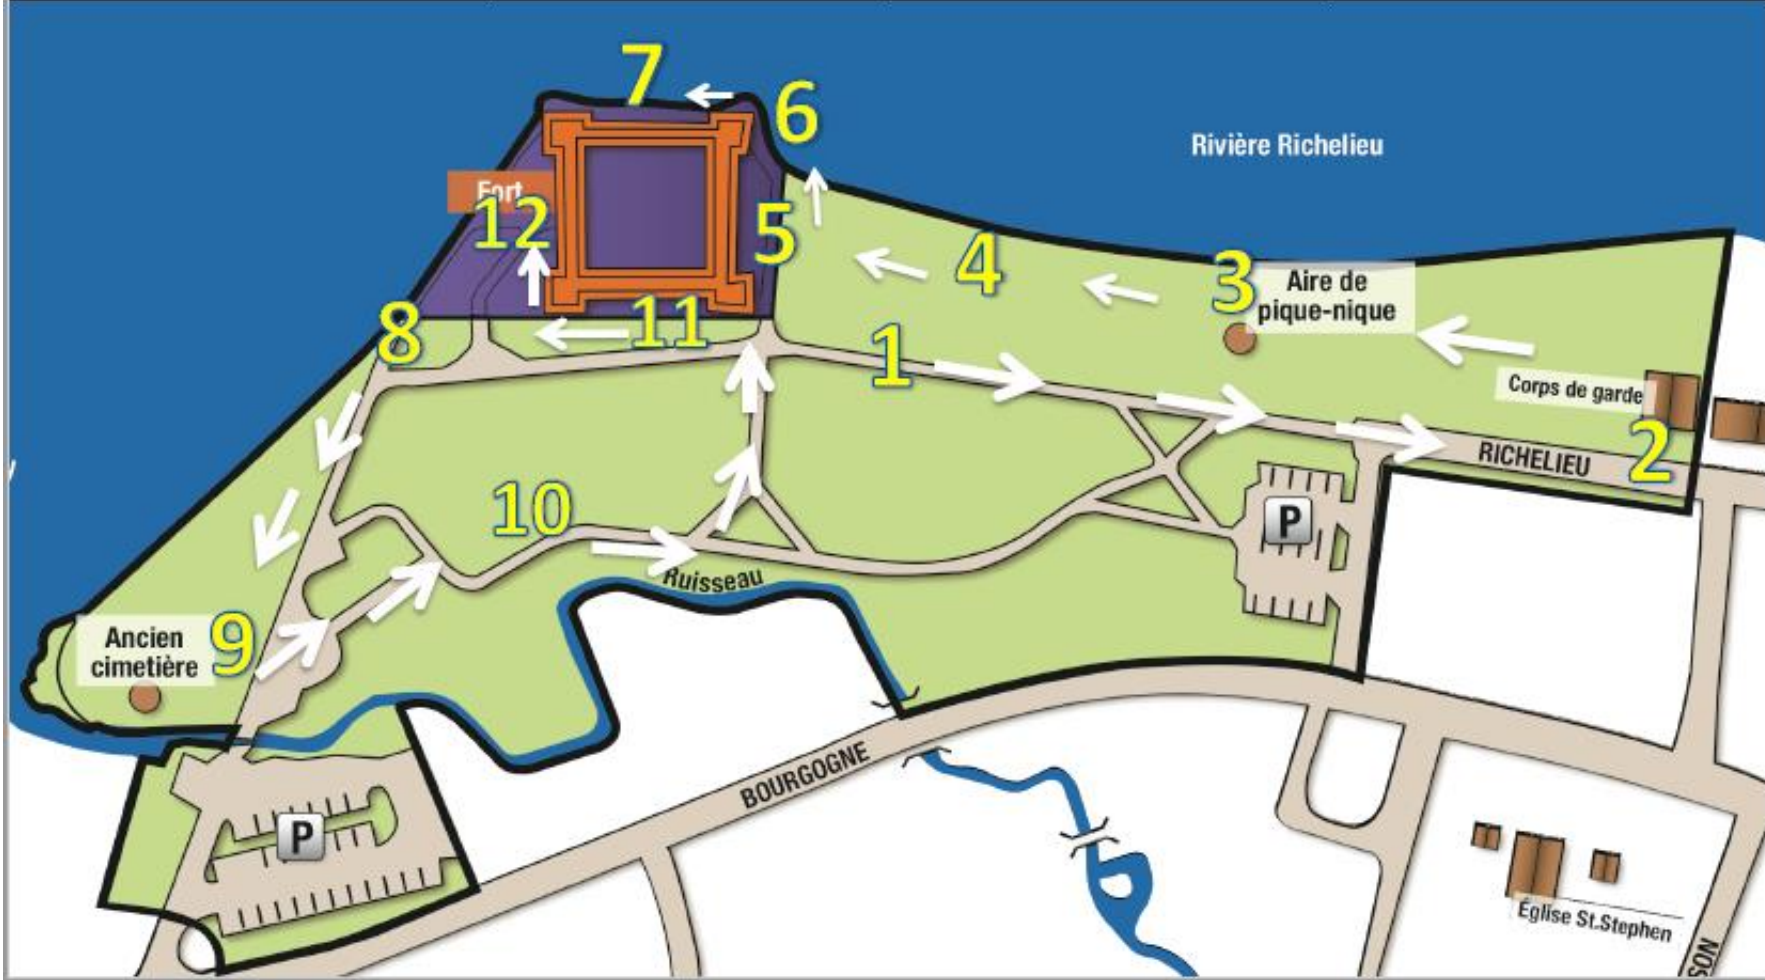 7
6
Rivière Richelieu
Fort
12
5
4
3
Aire de
pique-nique
8
11
1
Corps de garde
2
RICHELIEU
10
P
Ruisseau
Ancien
cimetière
9
BOURGOGNE
P
Église St.Stephen